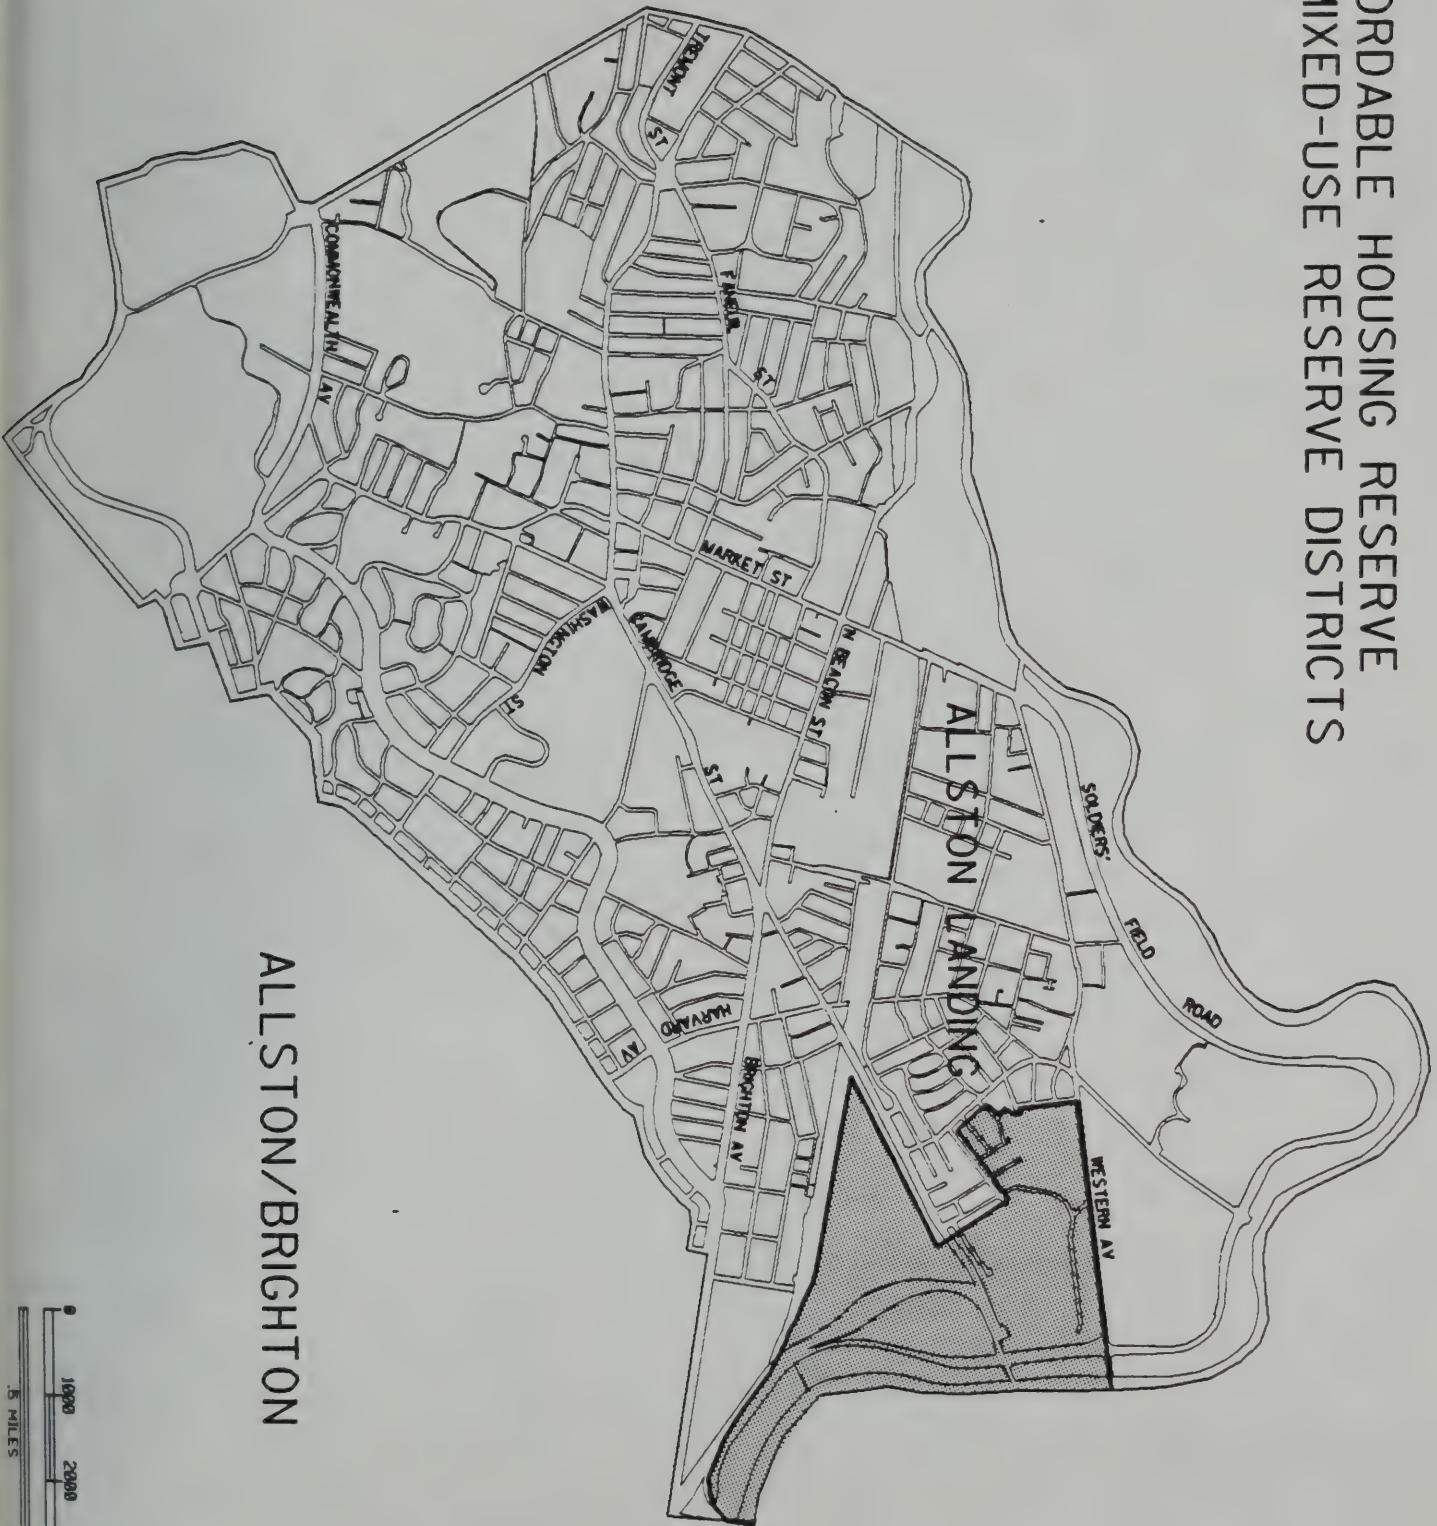 ORDABLE HOUSING RESERVE
MIXED-USE RESERVE DISTRICTS
TREMONT
ST
FANEUIL
ST
COMMONWEALTH
AV
MARKET ST
N BEACON ST
WASHINGTON
ST
CAMBRIDGE
ST
ALLSTON LANDING
SOLDIERS'
FIELD
ROAD
HARVARD
AV
BRIGHTON AV
WESTERN AV
ALLSTON/BRIGHTON
0
1000
2000
.5 MILES